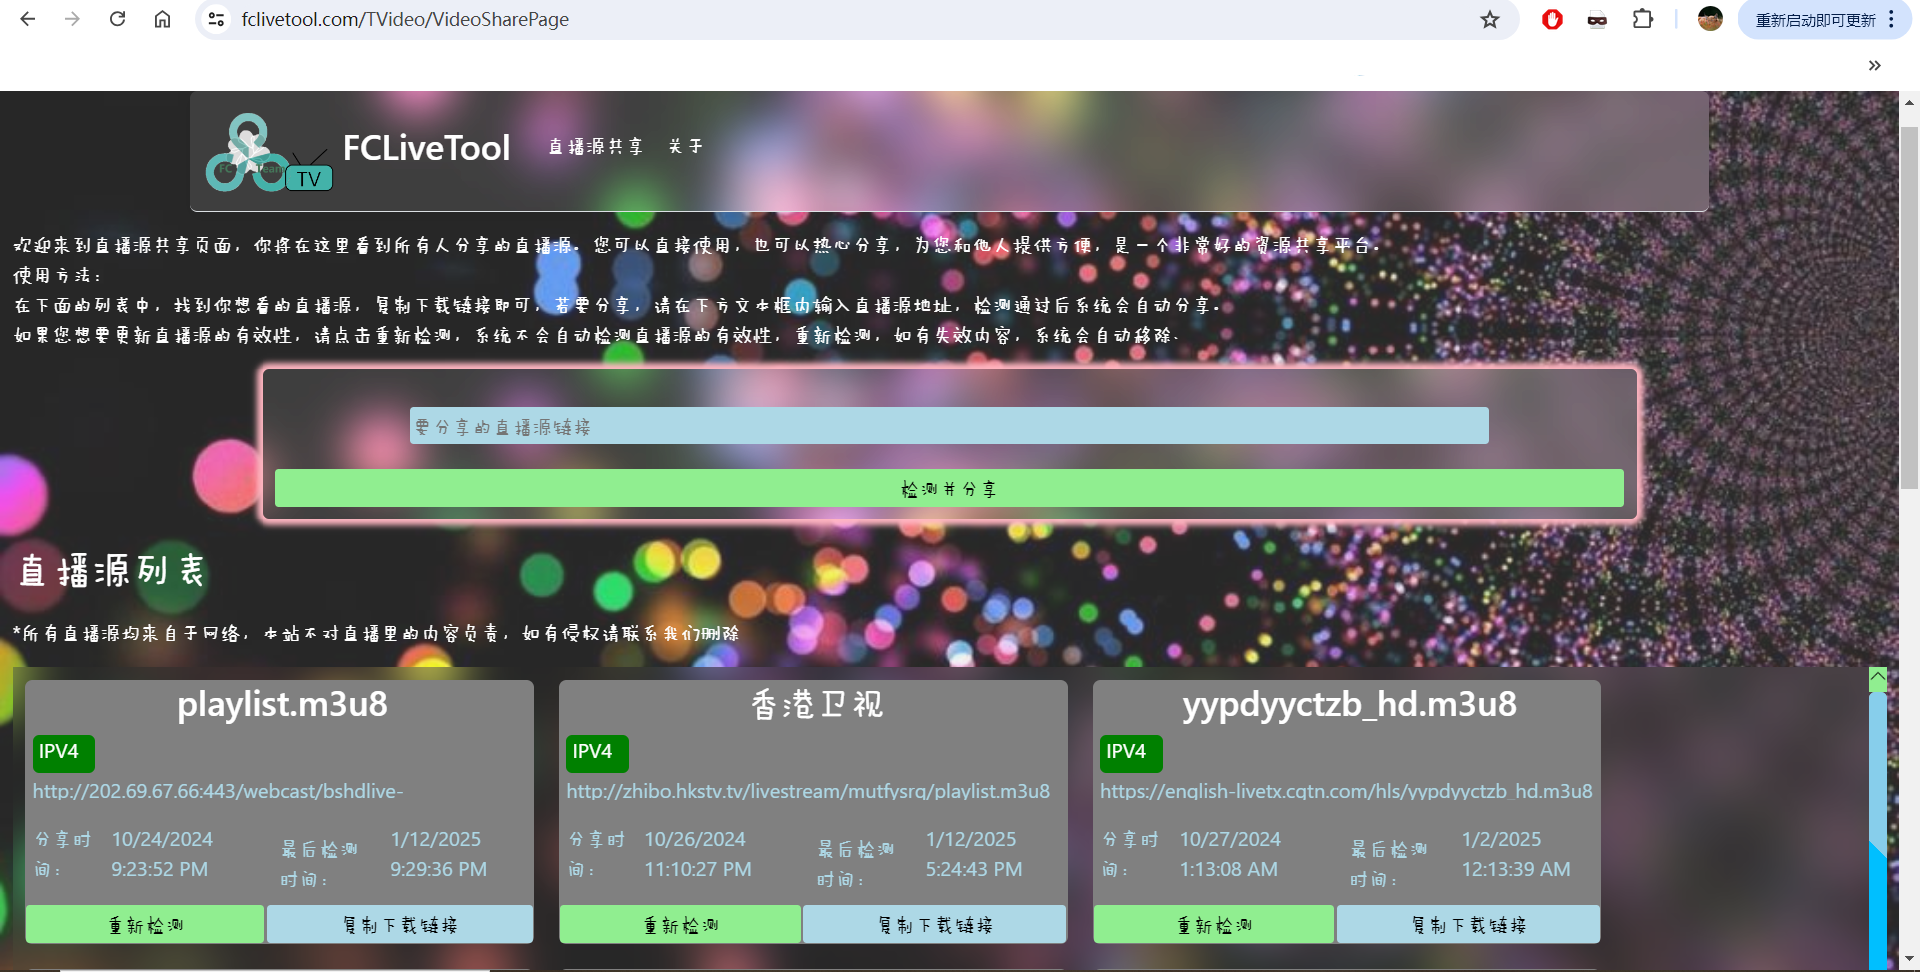 fclivetool.com/TVideo/VideoSharePage
重新启动即可更新
FC Team
TV
FCLiveTool
直播源共享
关于
欢迎来到直播源共享页面，你将在这里看到所有人分享的直播源。您可以直接使用，也可以热心分享，为您和他人提供方便，是一个非常好的资源共享平台。
使用方法：
在下面的列表中，找到你想看的直播源，复制下载链接即可，若要分享，请在下方文本框内输入直播源地址，检测通过后系统会自动分享。
如果您想要更新直播源的有效性，请点击重新检测，系统不会自动检测直播源的有效性，重新检测，如有失效内容，系统会自动移除、
要分享的直播源链接
检测并分享
直播源列表
*所有直播源均来自于网络，本站不对直播里的内容负责，如有侵权请联系我们删除
playlist.m3u8
IPV4
http://202.69.67.66:443/webcast/bshdlive-
分享时间：
10/24/2024 9:23:52 PM
最后检测时间：
1/12/2025 9:29:36 PM
重新检测
复制下载链接
香港卫视
IPV4
http://zhibo.hkstv.tv/livestream/mutfysrq/playlist.m3u8
分享时间：
10/26/2024 11:10:27 PM
最后检测时间：
1/12/2025 5:24:43 PM
重新检测
复制下载链接
yypdyyctzb_hd.m3u8
IPV4
https://english-livetx.cgtn.com/hls/yypdyyctzb_hd.m3u8
分享时间：
10/27/2024 1:13:08 AM
最后检测时间：
1/2/2025 12:13:39 AM
重新检测
复制下载链接